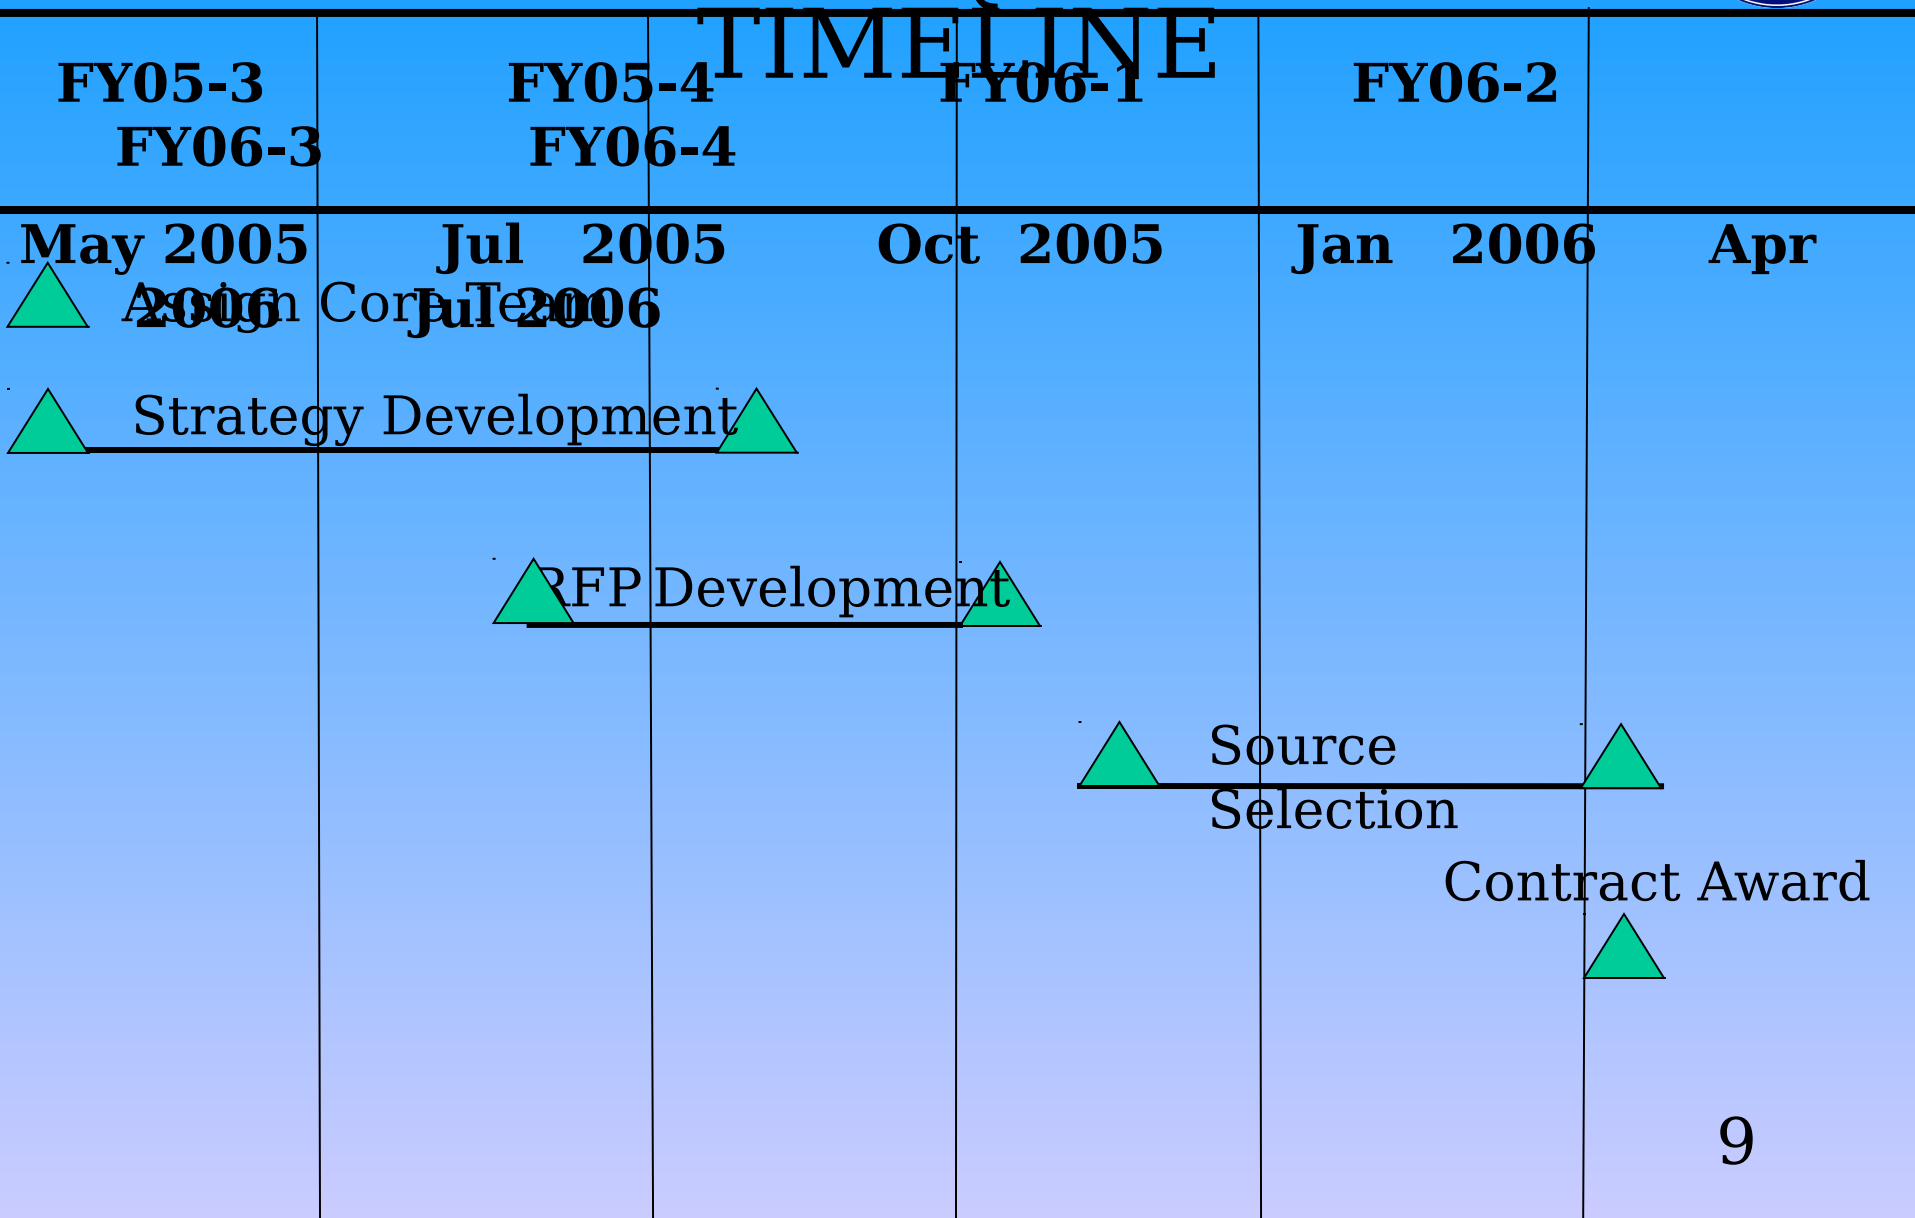 TIMELINE
FY05-3 FY05-4 FY06-1 FY06-2
FY06-3 FY06-4
May 2005 Jul 2005 Oct 2005 Jan 2006 Apr
2006 Jul 2006
Assign Core Team
Strategy Development
RFP Development
Source
Selection
Contract Award
9